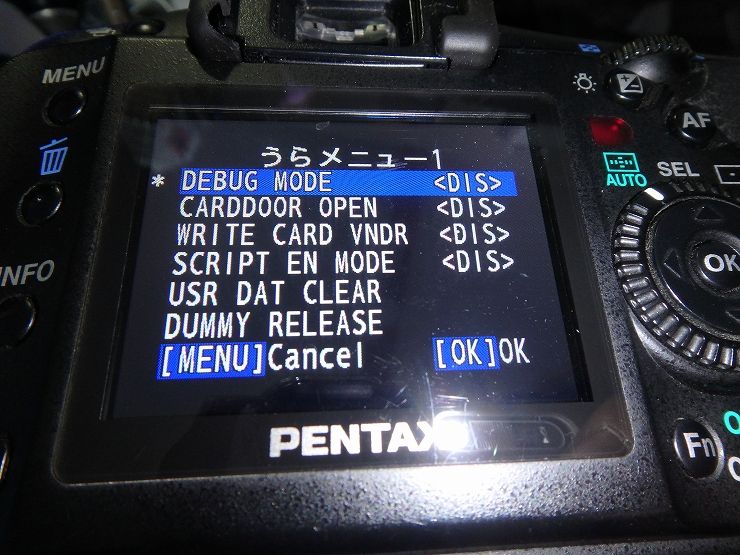 MENU
INFO
うらメニュー1
* DEBUG MODE <DIS>
CARDDOOR OPEN <DIS>
WRITE CARD VNDR <DIS>
SCRIPT EN MODE <DIS>
USR DAT CLEAR
DUMMY RELEASE
[MENU]Cancel [OK]OK
PENTAX
AF
AUTO
SEL
OK
Fn